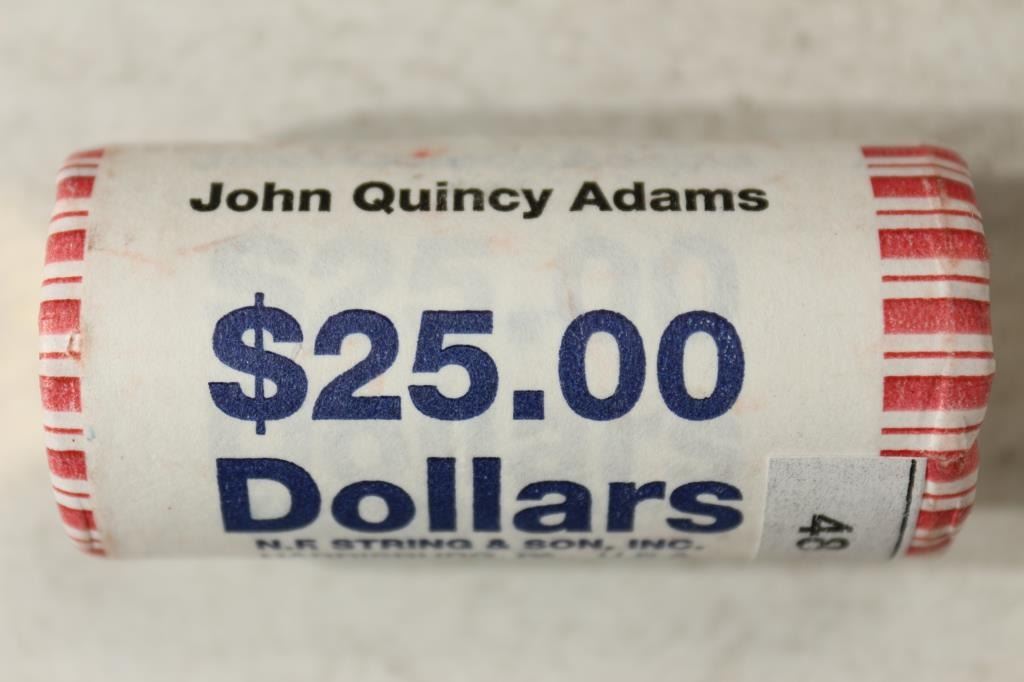 John Quincy Adams
$25.00
Dollars
N.F. STRING & SON, INC.
48